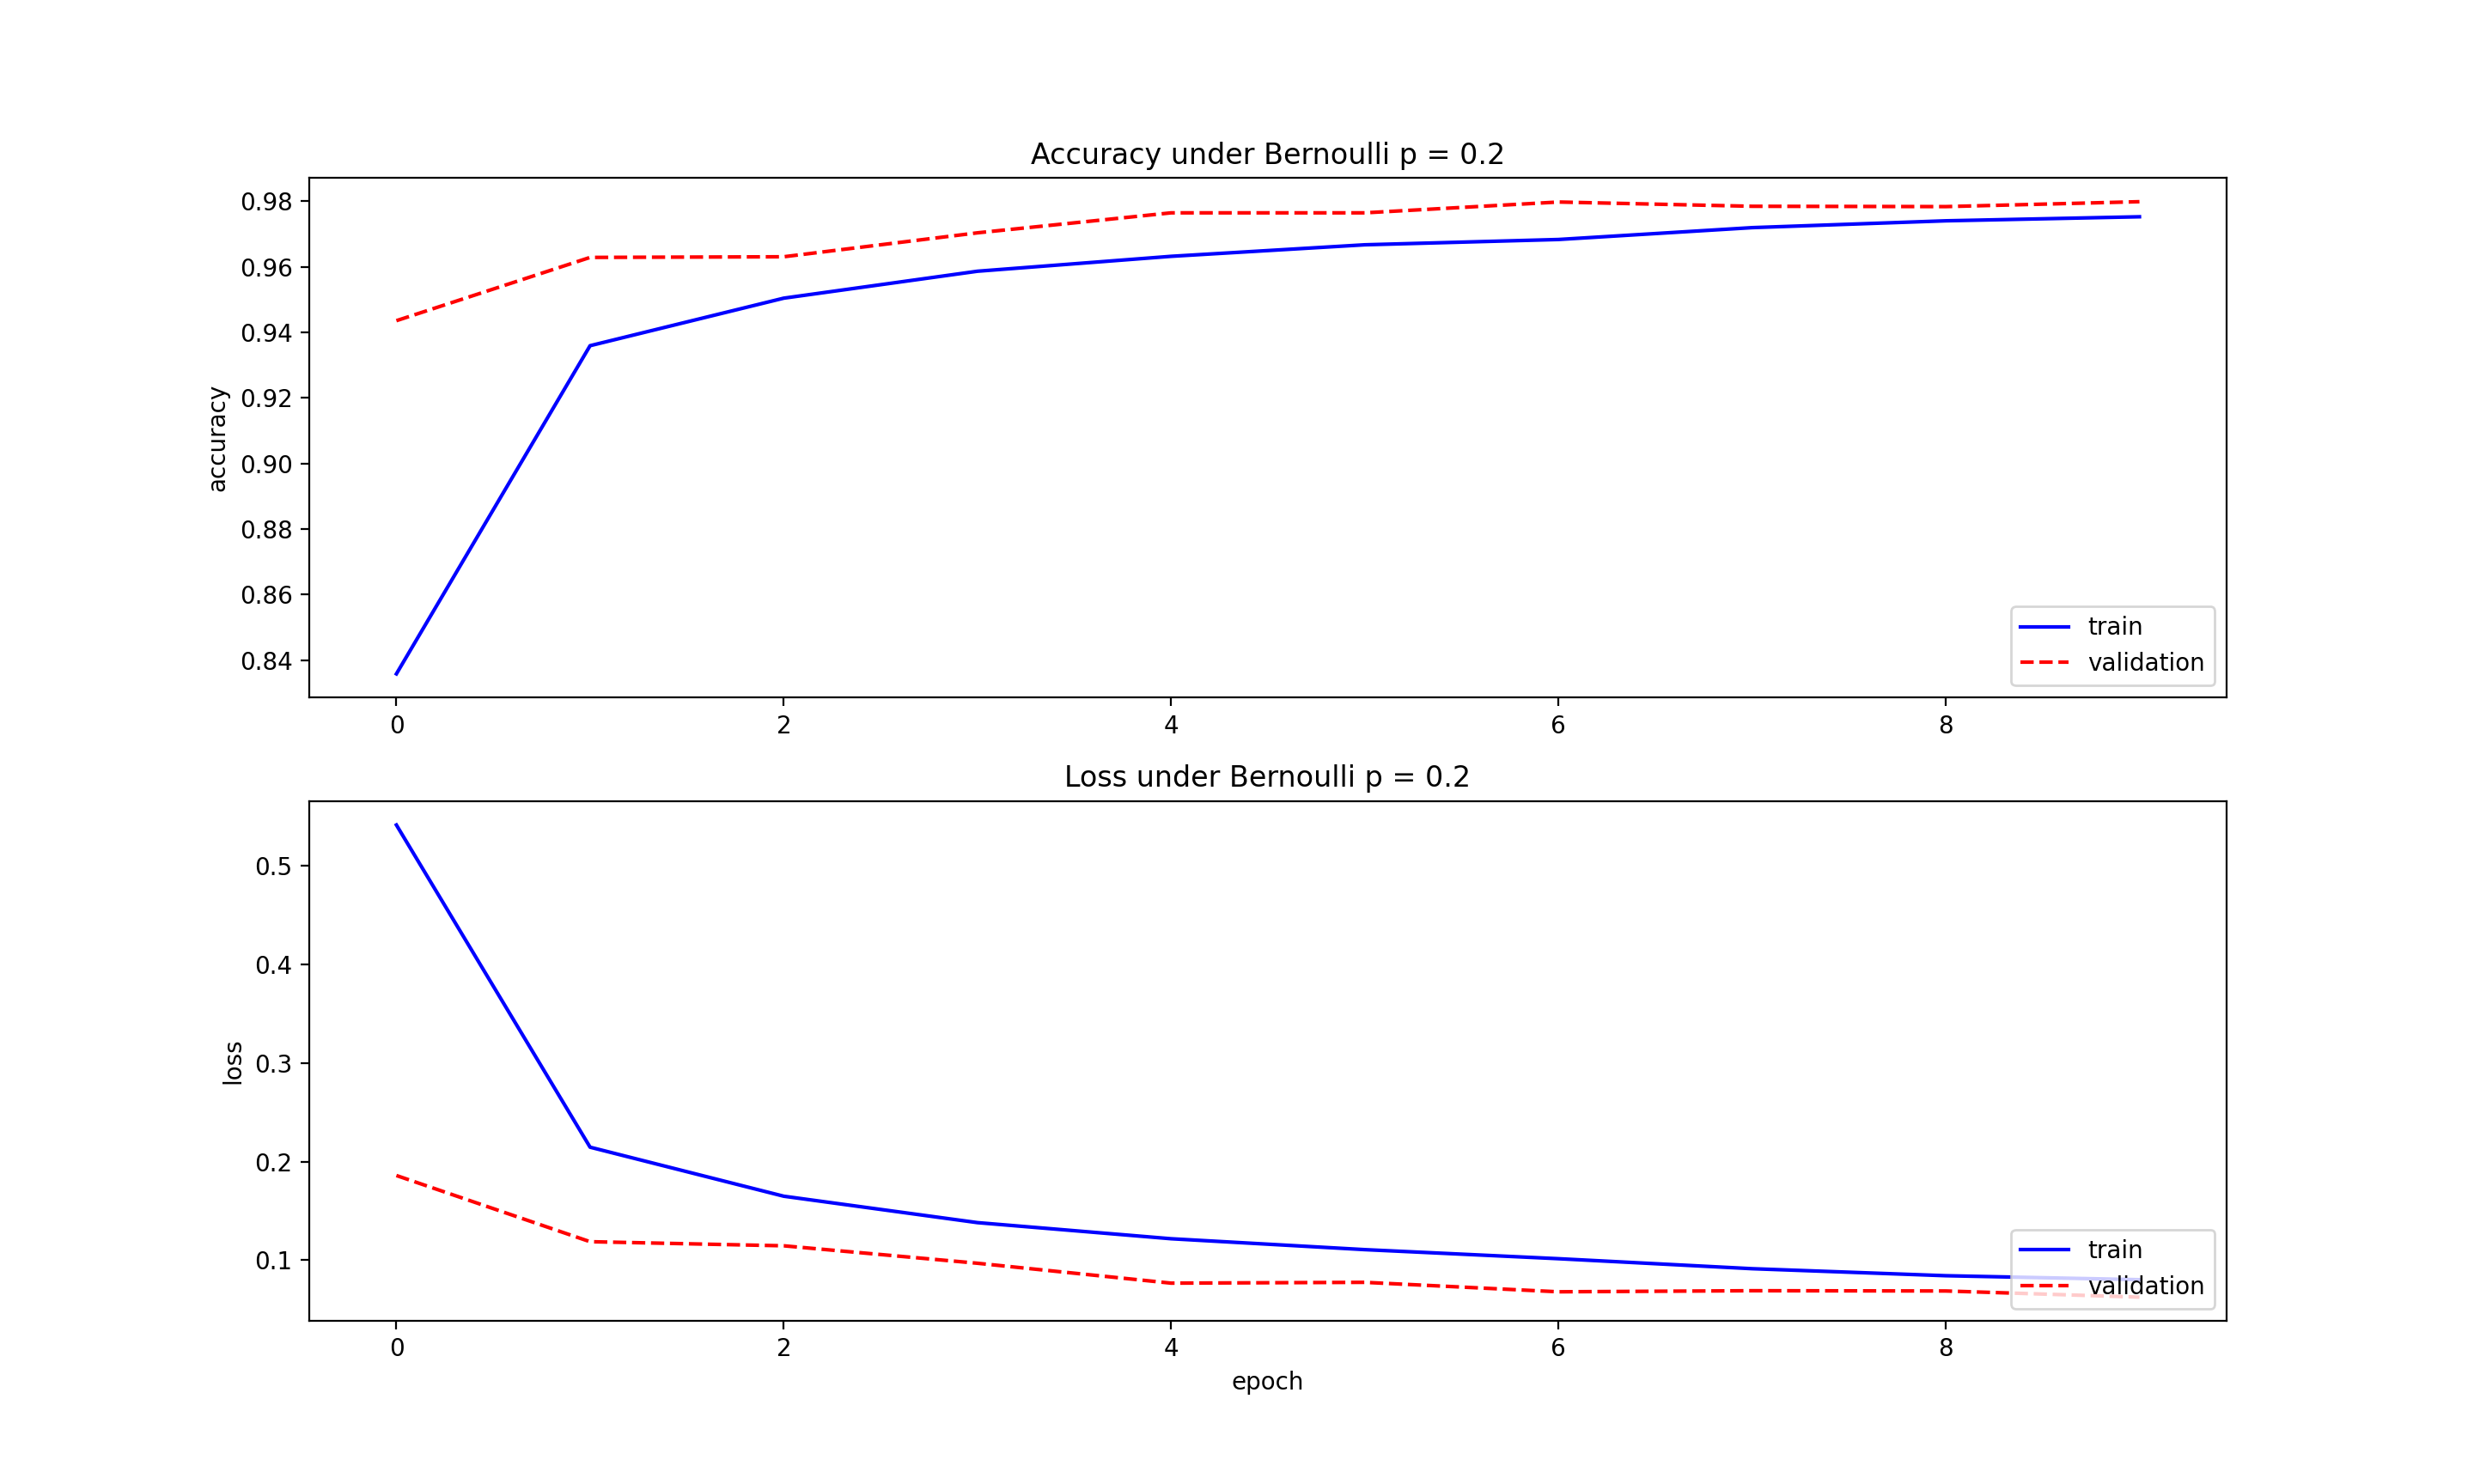 Accuracy under Bernoulli p = 0.2
0.98
0.96
0.94
0.92
0.90
0.88
0.86
0.84
accuracy
train
validation
0 2 4 6 8
Loss under Bernoulli p = 0.2
0.5
0.4
0.3
0.2
0.1
loss
train
validation
0 2 4 6 8
epoch